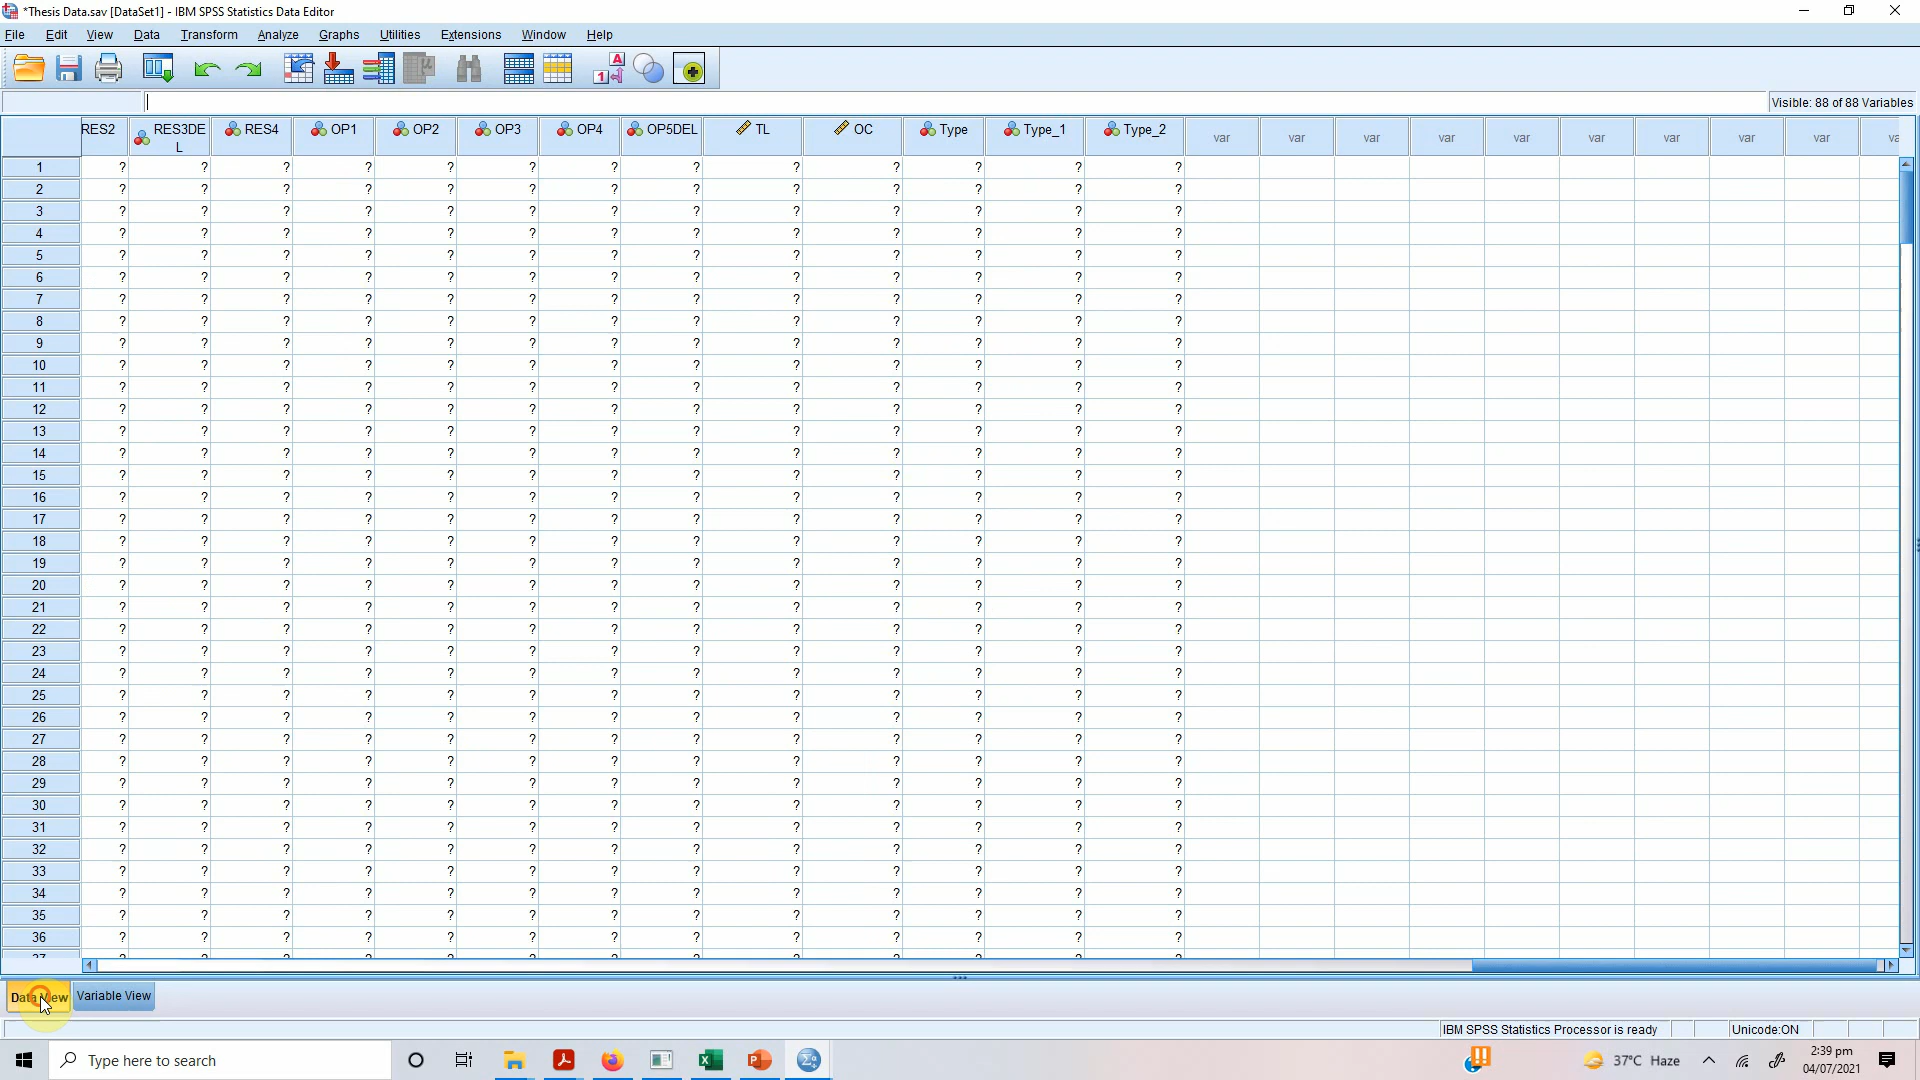 *Thesis Data.sav [DataSet1] - IBM SPSS Statistics Data Editor
File Edit View Data Transform Analyze Graphs Utilities Extensions Window Help
Visible: 88 of 88 Variables
RES2 RES3DEL RES4 OP1 OP2 OP3 OP4 OP5DEL TL OC Type Type_1 Type_2 var var var var var var var var var va
1 ? ? ? ? ? ? ? ? ? ? ? ? ?
2 ? ? ? ? ? ? ? ? ? ? ? ? ?
3 ? ? ? ? ? ? ? ? ? ? ? ? ?
4 ? ? ? ? ? ? ? ? ? ? ? ? ?
5 ? ? ? ? ? ? ? ? ? ? ? ? ?
6 ? ? ? ? ? ? ? ? ? ? ? ? ?
7 ? ? ? ? ? ? ? ? ? ? ? ? ?
8 ? ? ? ? ? ? ? ? ? ? ? ? ?
9 ? ? ? ? ? ? ? ? ? ? ? ? ?
10 ? ? ? ? ? ? ? ? ? ? ? ? ?
11 ? ? ? ? ? ? ? ? ? ? ? ? ?
12 ? ? ? ? ? ? ? ? ? ? ? ? ?
13 ? ? ? ? ? ? ? ? ? ? ? ? ?
14 ? ? ? ? ? ? ? ? ? ? ? ? ?
15 ? ? ? ? ? ? ? ? ? ? ? ? ?
16 ? ? ? ? ? ? ? ? ? ? ? ? ?
17 ? ? ? ? ? ? ? ? ? ? ? ? ?
18 ? ? ? ? ? ? ? ? ? ? ? ? ?
19 ? ? ? ? ? ? ? ? ? ? ? ? ?
20 ? ? ? ? ? ? ? ? ? ? ? ? ?
21 ? ? ? ? ? ? ? ? ? ? ? ? ?
22 ? ? ? ? ? ? ? ? ? ? ? ? ?
23 ? ? ? ? ? ? ? ? ? ? ? ? ?
24 ? ? ? ? ? ? ? ? ? ? ? ? ?
25 ? ? ? ? ? ? ? ? ? ? ? ? ?
26 ? ? ? ? ? ? ? ? ? ? ? ? ?
27 ? ? ? ? ? ? ? ? ? ? ? ? ?
28 ? ? ? ? ? ? ? ? ? ? ? ? ?
29 ? ? ? ? ? ? ? ? ? ? ? ? ?
30 ? ? ? ? ? ? ? ? ? ? ? ? ?
31 ? ? ? ? ? ? ? ? ? ? ? ? ?
32 ? ? ? ? ? ? ? ? ? ? ? ? ?
33 ? ? ? ? ? ? ? ? ? ? ? ? ?
34 ? ? ? ? ? ? ? ? ? ? ? ? ?
35 ? ? ? ? ? ? ? ? ? ? ? ? ?
36 ? ? ? ? ? ? ? ? ? ? ? ? ?
37 ? ? ? ? ? ? ? ? ? ? ? ? ?
Data View Variable View
IBM SPSS Statistics Processor is ready Unicode:ON
Type here to search
37°C Haze
2:39 pm
04/07/2021